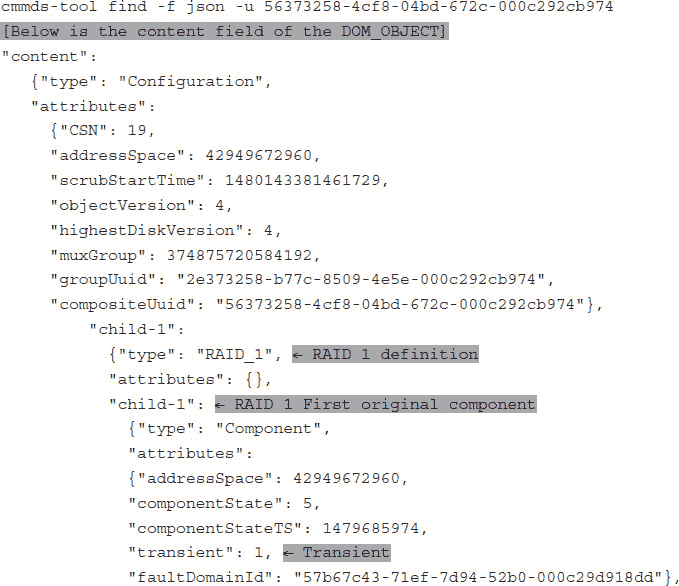 cmmds-tool find -f json -u 56373258-4cf8-04bd-672c-000c292cb974
[Below is the content field of the DOM_OBJECT]
"content":
{"type": "Configuration",
"attributes":
{"CSN": 19,
"addressSpace": 42949672960,
"scrubStartTime": 1480143381461729,
"objectVersion": 4,
"highestDiskVersion": 4,
"muxGroup": 374875720584192,
"groupUuid": "2e373258-b77c-8509-4e5e-000c292cb974",
"compositeUuid": "56373258-4cf8-04bd-672c-000c292cb974"},
"child-1":
{"type": "RAID_1", ← RAID 1 definition
"attributes": {},
"child-1": ← RAID 1 First original component
{"type": "Component",
"attributes":
{"addressSpace": 42949672960,
"componentState": 5,
"componentStateTS": 1479685974,
"transient": 1, ← Transient
"faultDomainId": "57b67c43-71ef-7d94-52b0-000c29d918dd"},